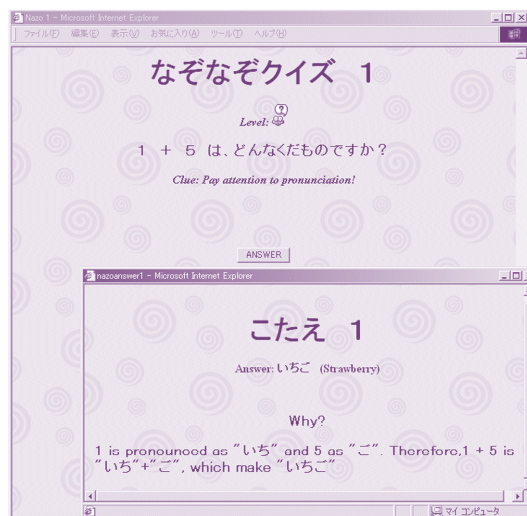 Nazo 1 - Microsoft Internet Explorer
ファイル(F) 編集(E) 表示(V) お気に入り(A) ツール(T) ヘルプ(H)
なぞなぞクイズ 1
Level:
1 + 5 は、どんなくだものですか？
Clue: Pay attention to pronunciation!
ANSWER
nazoanswer1 - Microsoft Internet Explorer
こたえ 1
Answer: いちご (Strawberry)
Why?
1 is pronounced as "いち" and 5 as "ご". Therefore,1 + 5 is
"いち"+"ご", which make "いちご"
マイ コンピュータ